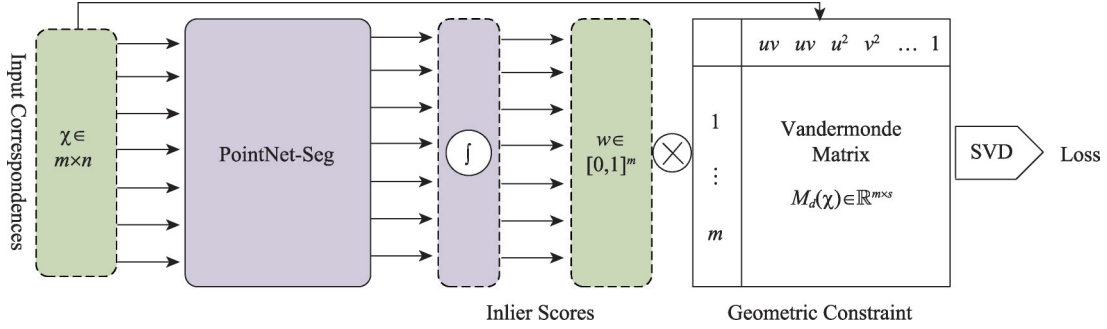 Input Correspondences
χ∈
m×n
PointNet-Seg
∫
w∈
[0,1]ᵐ
uv uv u² v² … 1
1
⋮
m
Vandermonde
Matrix
M_d(χ)∈ℝ^{m×s}
SVD
Loss
Inlier Scores
Geometric Constraint